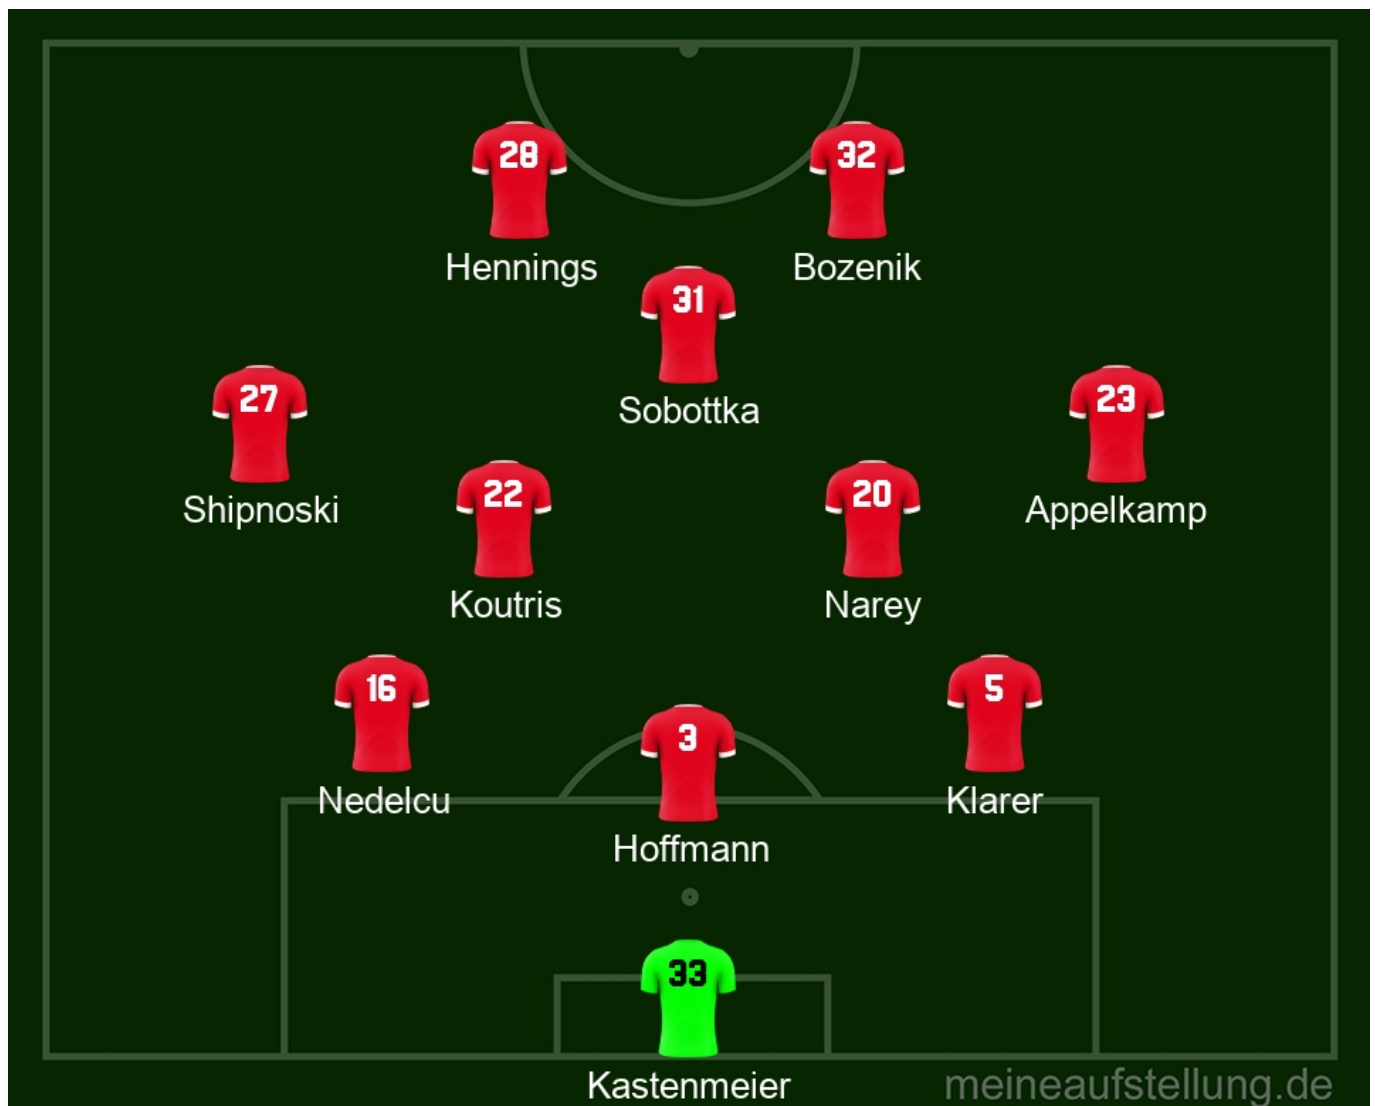 28
32
Hennings
Bozenik
31
Sobottka
27
23
Shipnoski
Appelkamp
22
20
Koutris
Narey
16
5
Nedelcu
Klarer
3
Hoffmann
33
Kastenmeier
meineaufstellung.de